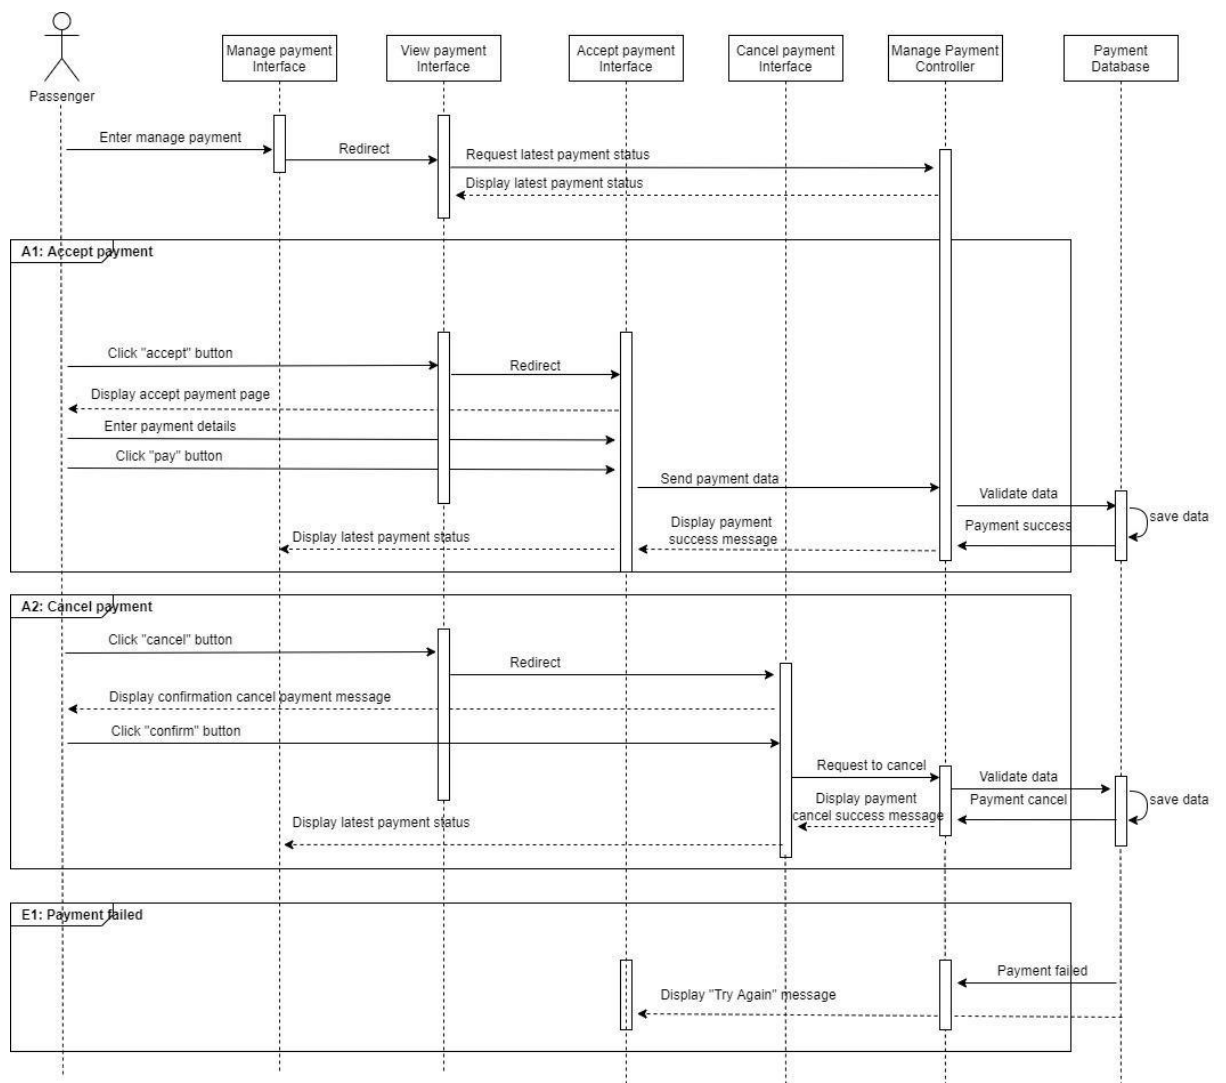 Passenger
Manage payment
Interface
View payment
Interface
Accept payment
Interface
Cancel payment
Interface
Manage Payment
Controller
Payment
Database
Enter manage payment
Redirect
Request latest payment status
Display latest payment status
A1: Accept payment
Click "accept" button
Redirect
Display accept payment page
Enter payment details
Click "pay" button
Send payment data
Validate data
save data
Payment success
Display payment
success message
Display latest payment status
A2: Cancel payment
Click "cancel" button
Redirect
Display confirmation cancel payment message
Click "confirm" button
Request to cancel
Validate data
save data
Payment cancel
Display payment
cancel success message
Display latest payment status
E1: Payment failed
Payment failed
Display "Try Again" message